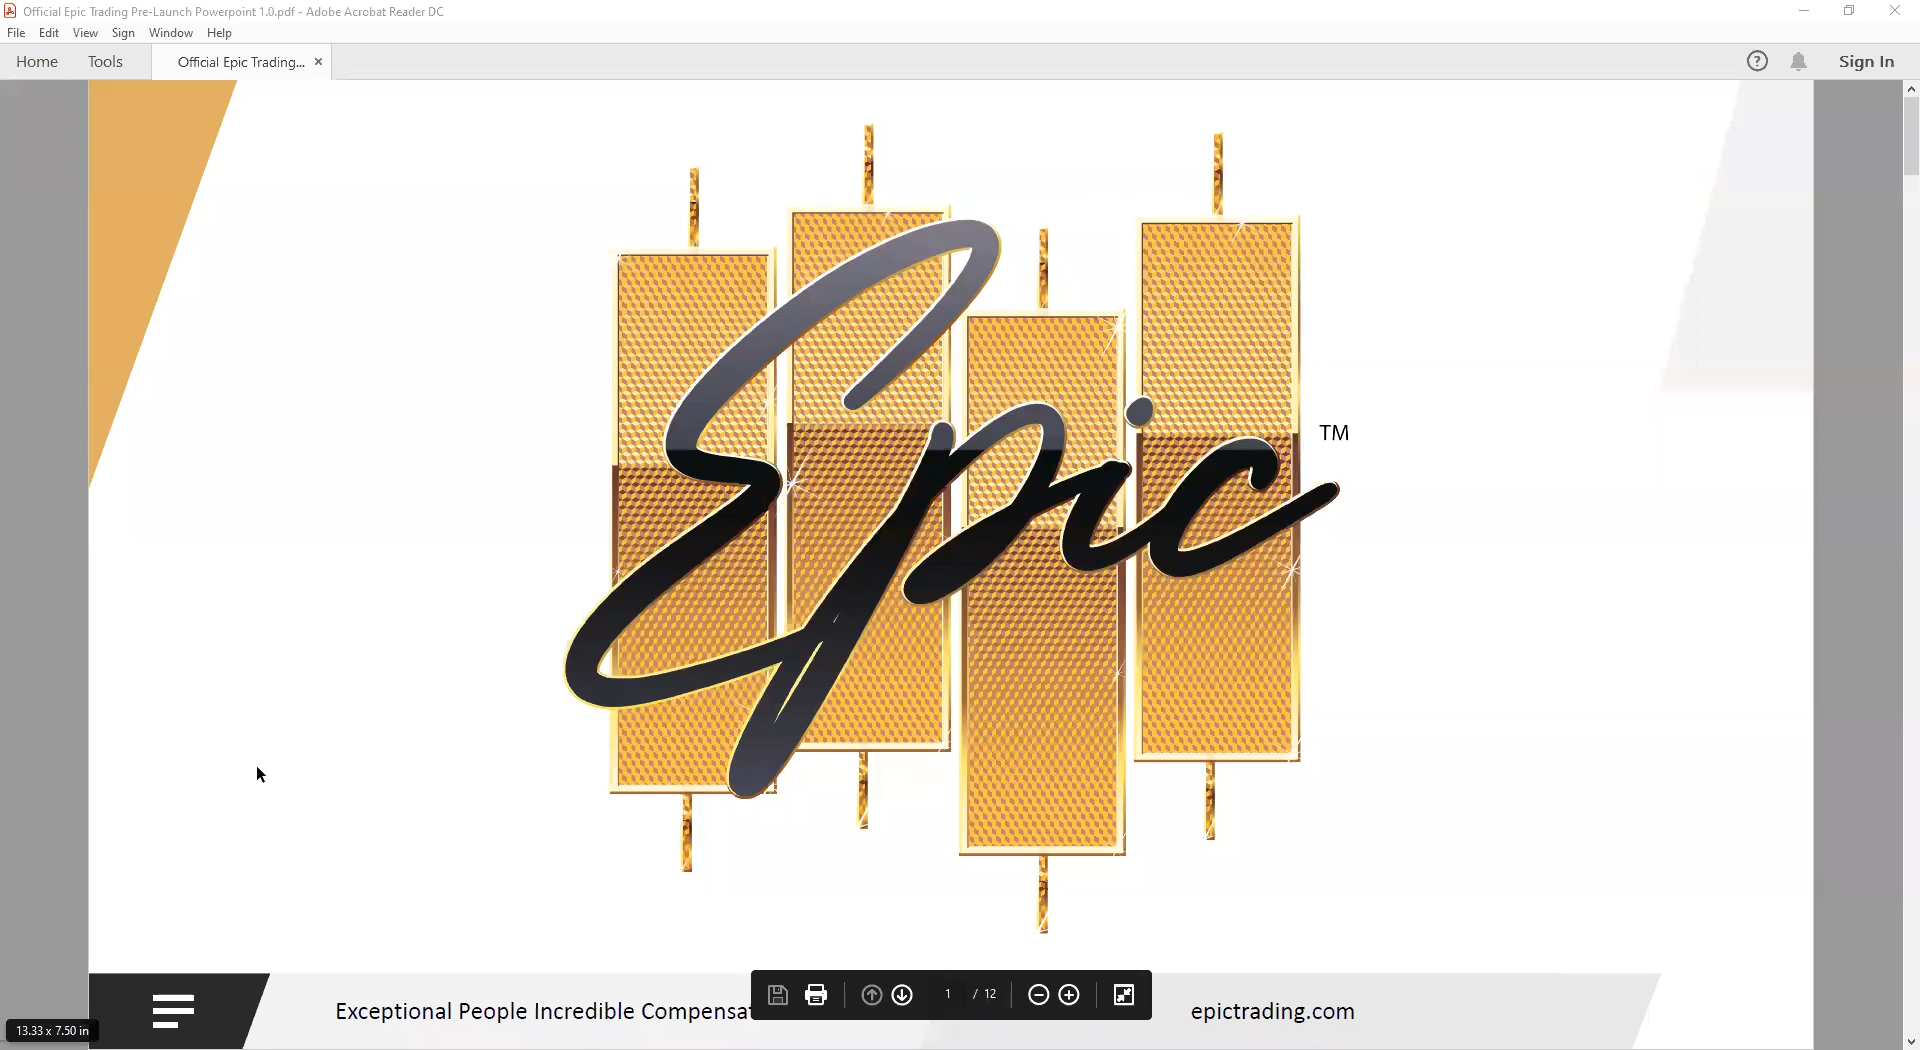 Official Epic Trading Pre-Launch Powerpoint 1.0.pdf - Adobe Acrobat Reader DC
File Edit View Sign Window Help
Home Tools Official Epic Trading... × ? Sign In
Epic
TM
1 / 12
Exceptional People Incredible epictrading.com
13.33 x 7.50 in